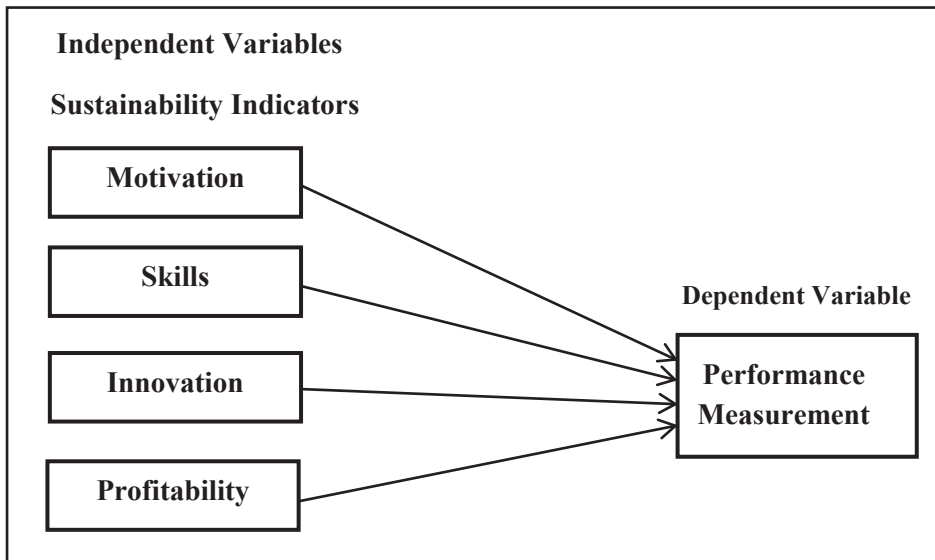 Independent Variables
Sustainability Indicators
Motivation
Skills
Innovation
Profitability
Dependent Variable
Performance
Measurement